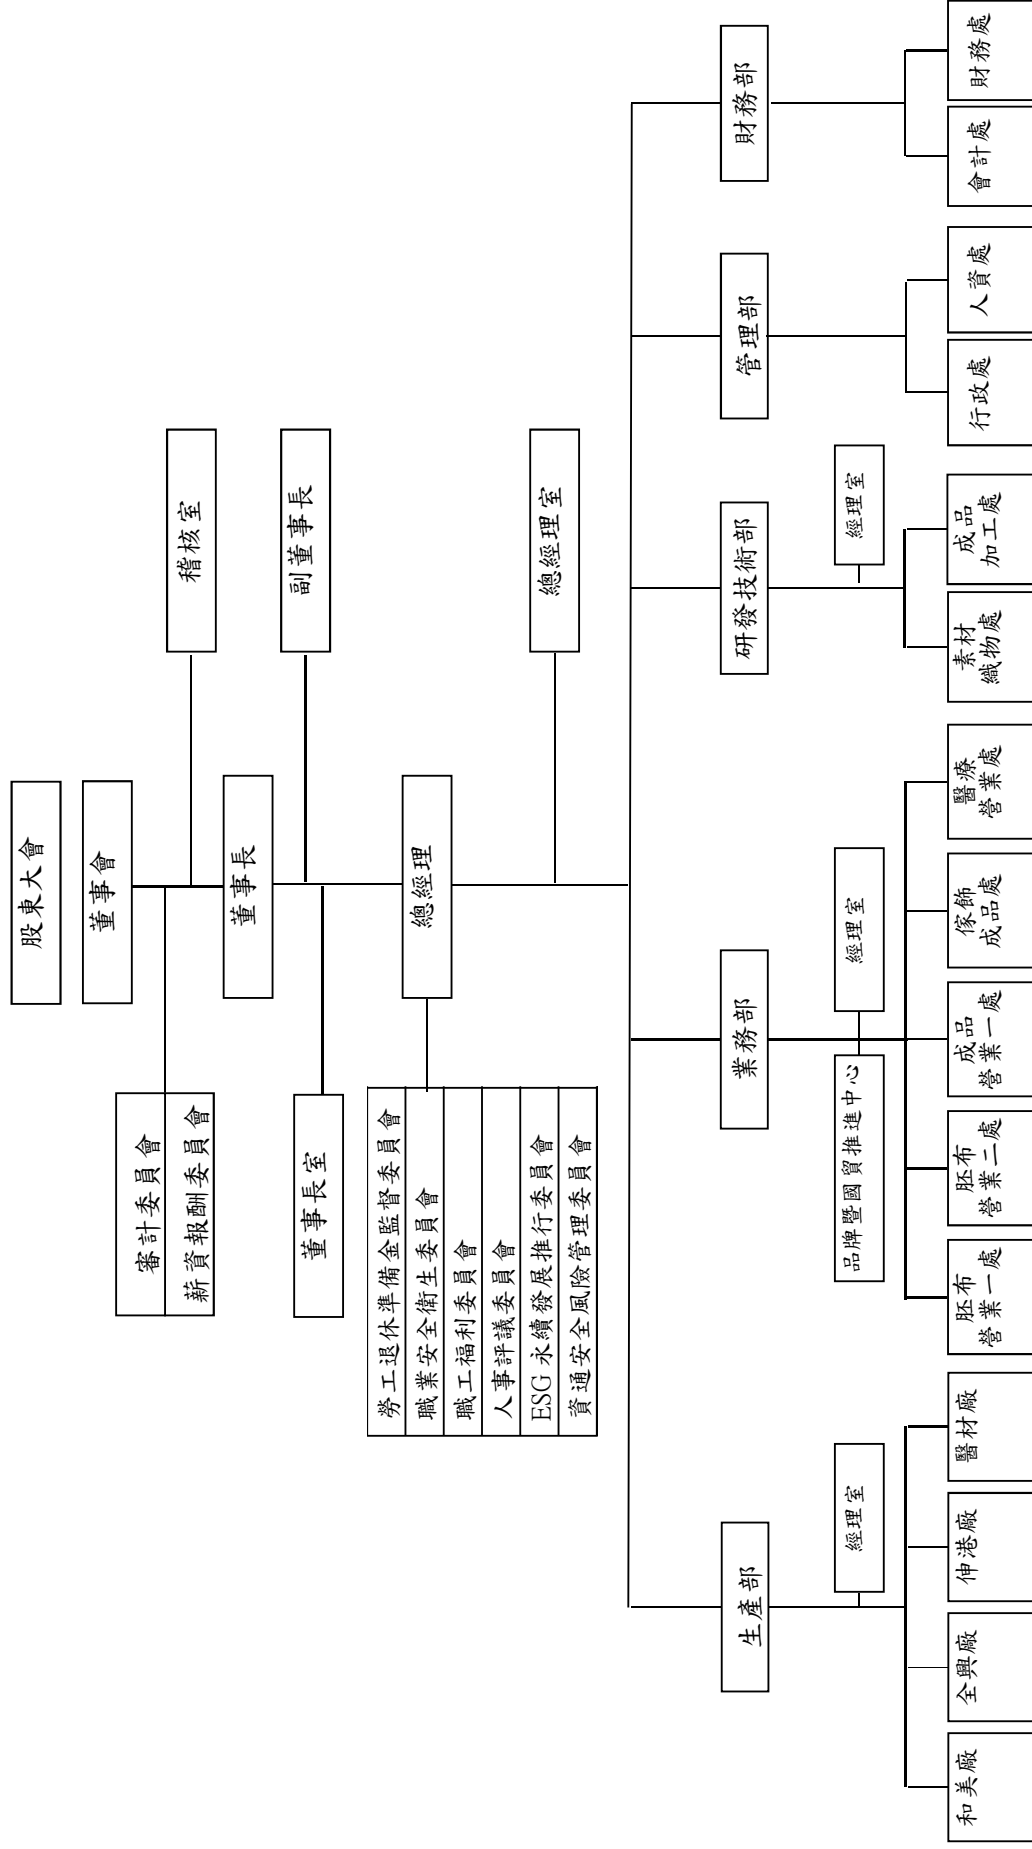 股東大會
董事會
稽核室
審計委員會
薪資報酬委員會
董事長
副董事長
董事長室
總經理
勞工退休準備金監督委員會
職業安全衛生委員會
職工福利委員會
人事評議委員會
ESG 永續發展推行委員會
資通安全風險管理委員會
總經理室
生產部
業務部
研發技術部
管理部
財務部
經理室
品牌暨國貿推進中心
經理室
經理室
和美廠
全興廠
伸港廠
醫材廠
胚布
營業一處
胚布
營業二處
成品
營業一處
傢飾
成品處
醫療
營業處
素材
織物處
成品
加工處
行政處
人資處
會計處
財務處